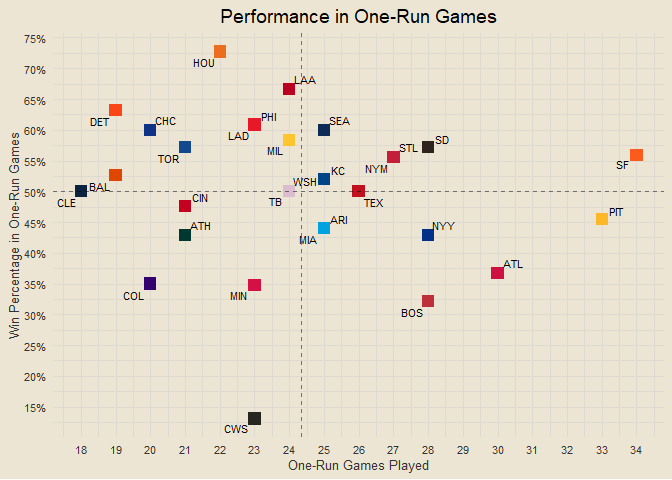 Performance in One-Run Games
Win Percentage in One-Run Games
75%
70%
65%
60%
55%
50%
45%
40%
35%
30%
25%
20%
15%
HOU
LAA
DET
CHC
PHI
LAD
SEA
TOR
MIL
STL
SD
NYM
SF
BAL
WSH
KC
CLE
CIN
TB
TEX
ATH
ARI
MIA
NYY
PIT
COL
MIN
ATL
BOS
CWS
18 19 20 21 22 23 24 25 26 27 28 29 30 31 32 33 34
One-Run Games Played